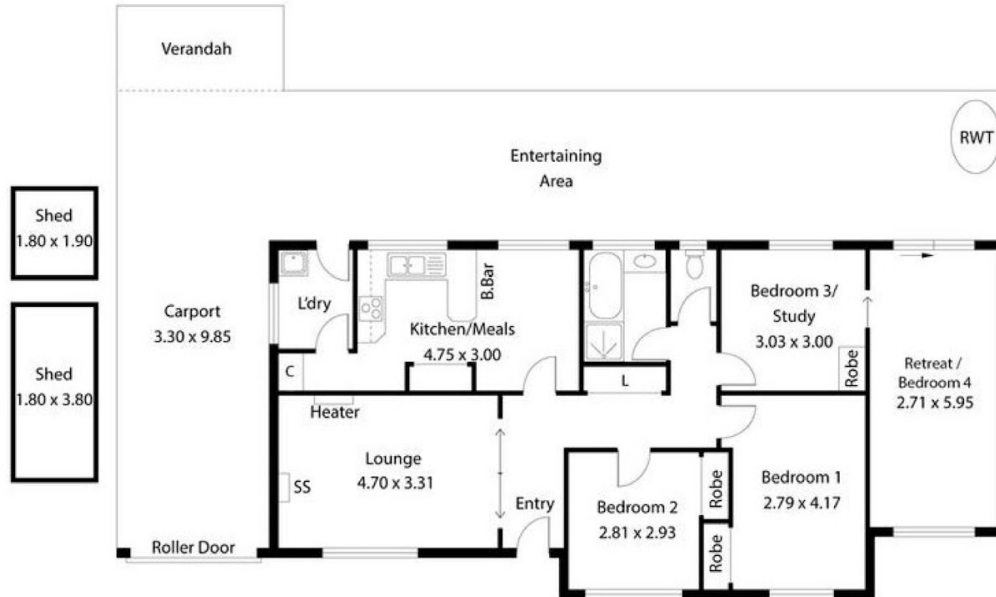 Verandah
Entertaining
Area
RWT
Shed
1.80 x 1.90
Shed
1.80 x 3.80
Carport
3.30 x 9.85
Roller Door
L'dry
C
B.Bar
Kitchen/Meals
4.75 x 3.00
L
Bedroom 3/
Study
3.03 x 3.00
Robe
Retreat /
Bedroom 4
2.71 x 5.95
Heater
Lounge
4.70 x 3.31
SS
Entry
Bedroom 2
2.81 x 2.93
Robe
Robe
Bedroom 1
2.79 x 4.17